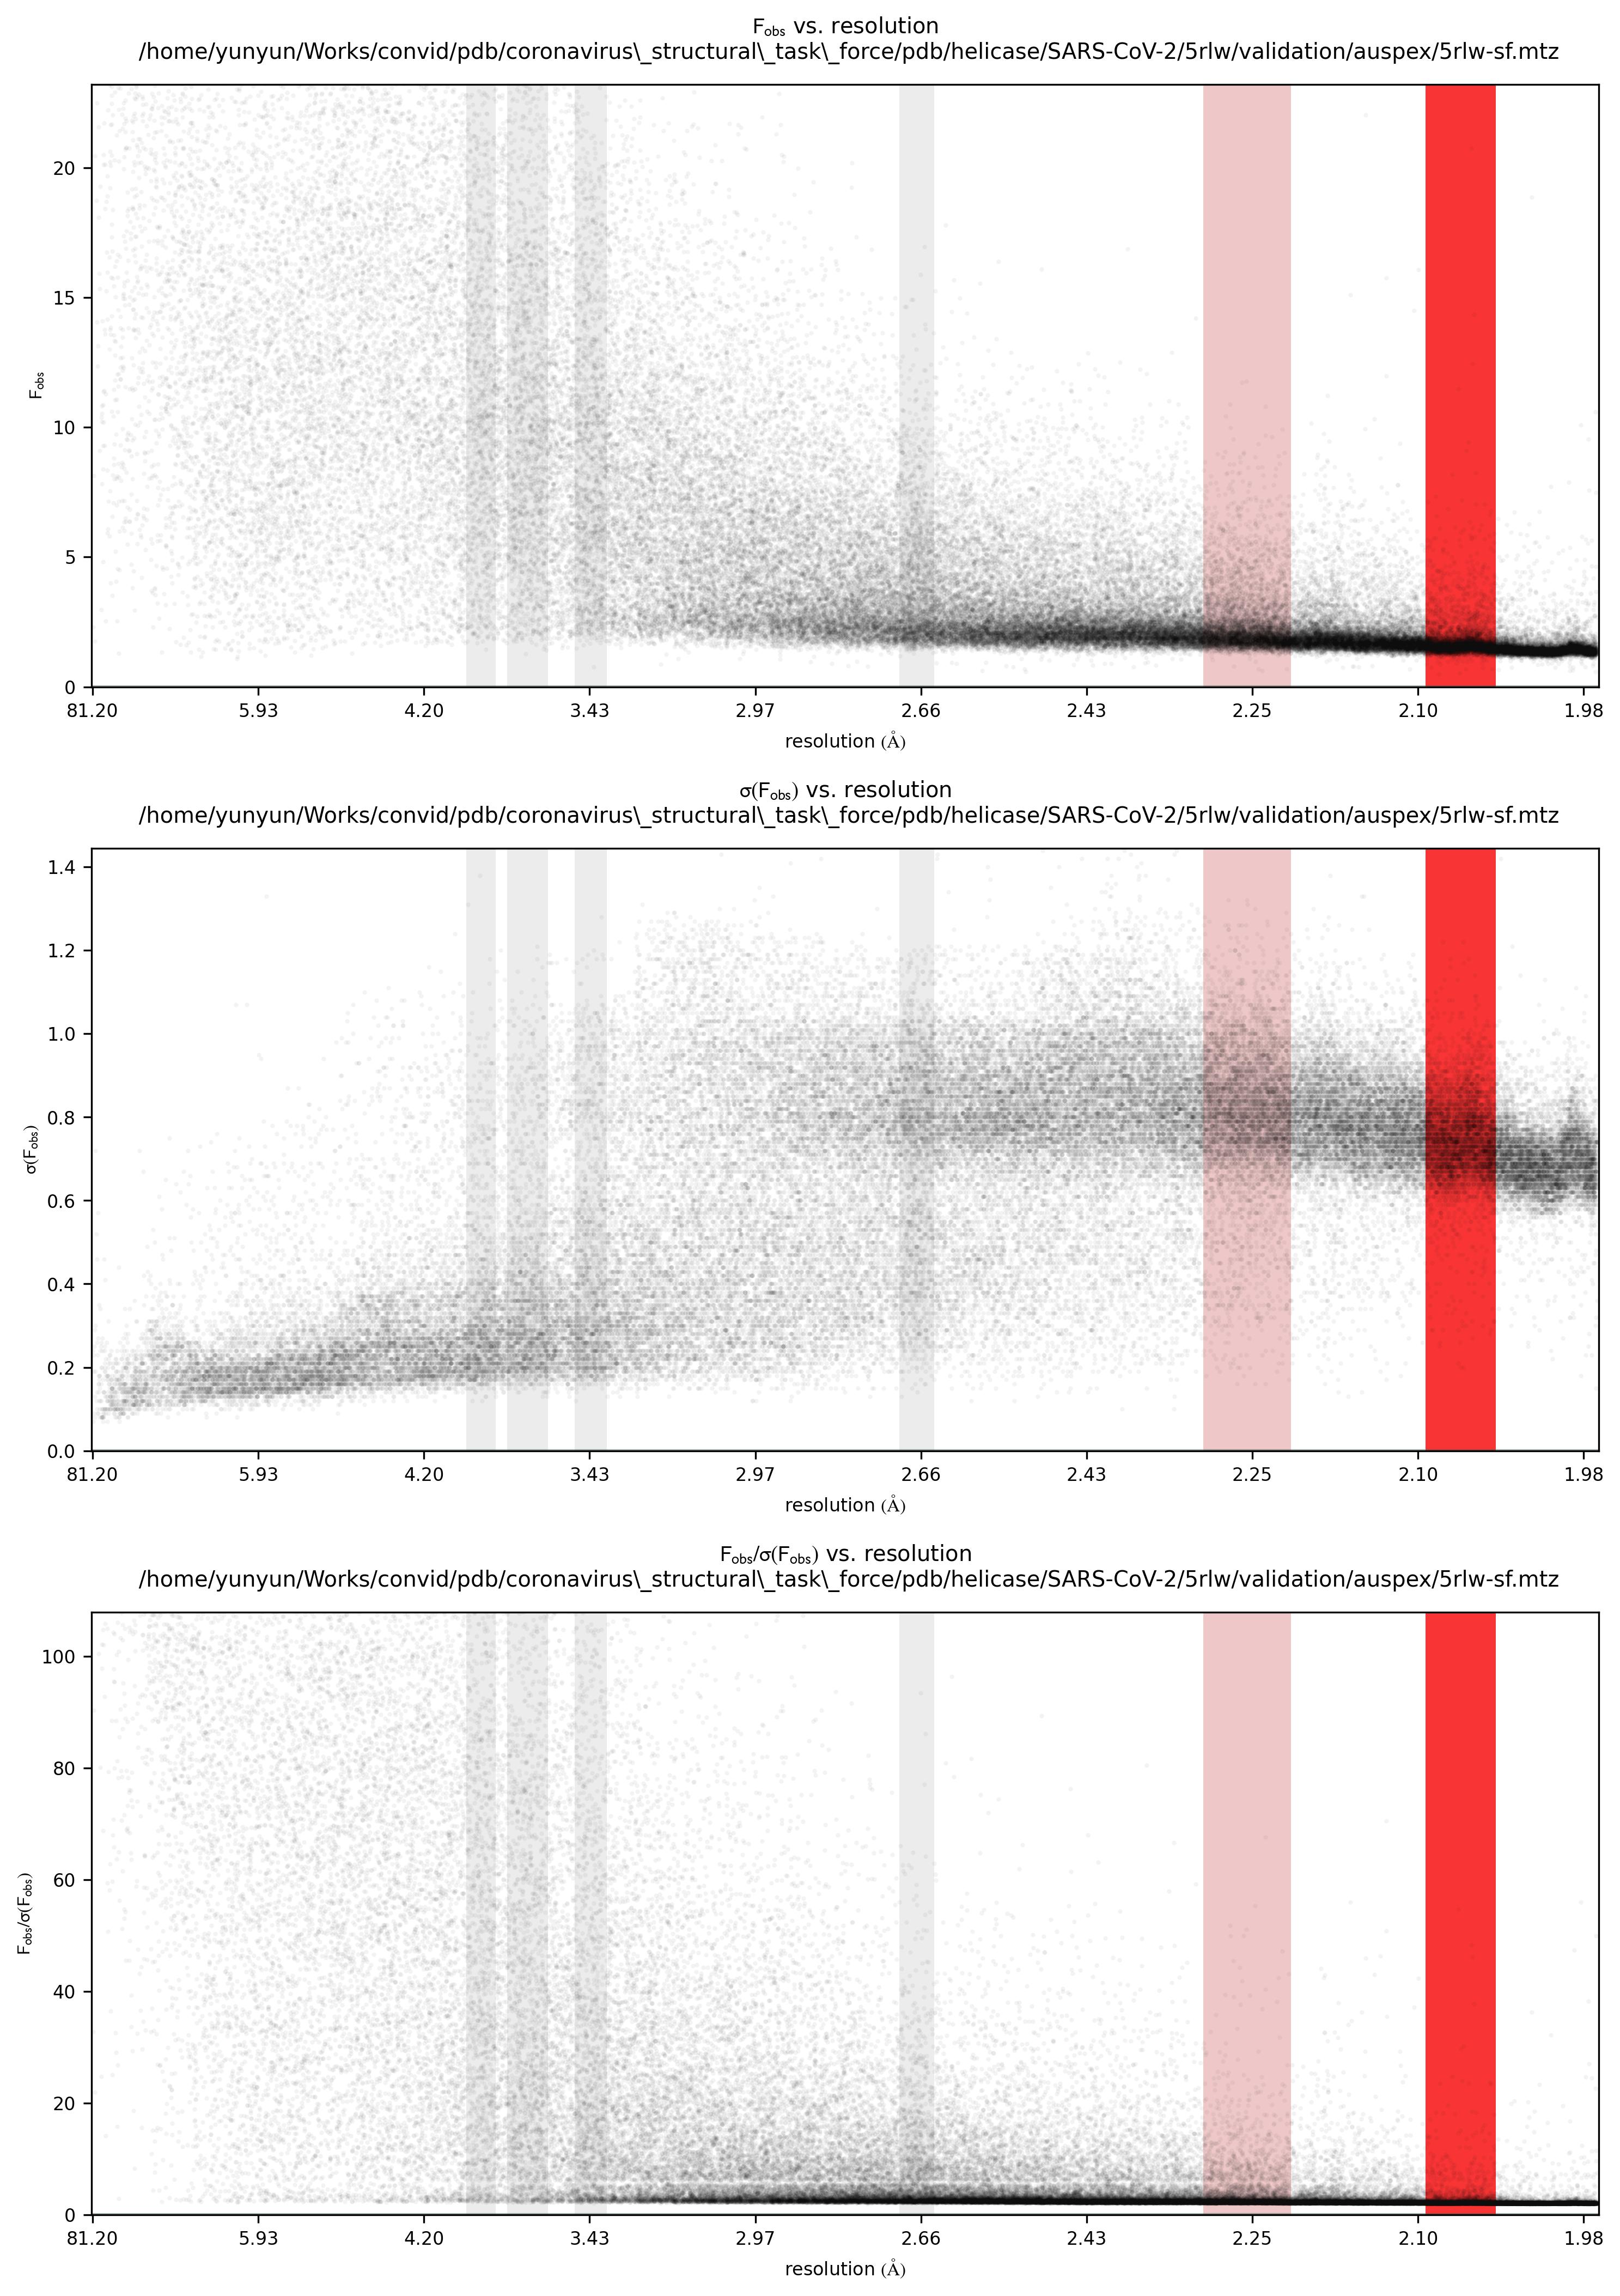 Fobs vs. resolution
/home/yunyun/Works/convid/pdb/coronavirus\_structural\_task\_force/pdb/helicase/SARS-CoV-2/5rlw/validation/auspex/5rlw-sf.mtz
Fobs
20
15
10
5
0
81.20 5.93 4.20 3.43 2.97 2.66 2.43 2.25 2.10 1.98
resolution (Å)
σ(Fobs) vs. resolution
/home/yunyun/Works/convid/pdb/coronavirus\_structural\_task\_force/pdb/helicase/SARS-CoV-2/5rlw/validation/auspex/5rlw-sf.mtz
σ(Fobs)
1.4
1.2
1.0
0.8
0.6
0.4
0.2
0.0
81.20 5.93 4.20 3.43 2.97 2.66 2.43 2.25 2.10 1.98
resolution (Å)
Fobs/σ(Fobs) vs. resolution
/home/yunyun/Works/convid/pdb/coronavirus\_structural\_task\_force/pdb/helicase/SARS-CoV-2/5rlw/validation/auspex/5rlw-sf.mtz
Fobs/σ(Fobs)
100
80
60
40
20
0
81.20 5.93 4.20 3.43 2.97 2.66 2.43 2.25 2.10 1.98
resolution (Å)